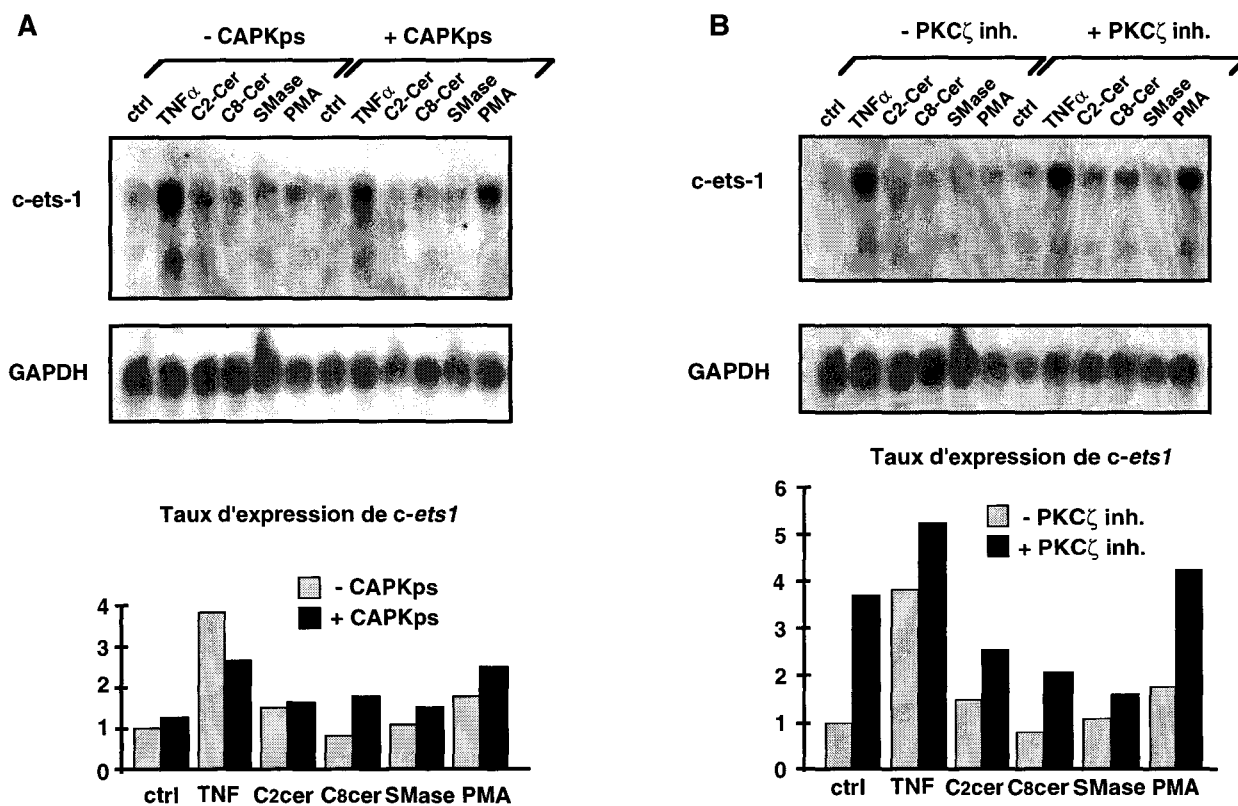 A
- CAPKps + CAPKps
ctrl TNFα C2-Cer C8-Cer SMase PMA ctrl TNFα C2-Cer C8-Cer SMase PMA
c-ets-1
GAPDH
Taux d'expression de c-ets1
- CAPKps
+ CAPKps
4
3
2
1
0
ctrl TNF C2cer C8cer SMase PMA
B
- PKCζ inh. + PKCζ inh.
ctrl TNFα C2-Cer C8-Cer SMase PMA ctrl TNFα C2-Cer C8-Cer SMase PMA
c-ets-1
GAPDH
Taux d'expression de c-ets1
- PKCζ inh.
+ PKCζ inh.
6
5
4
3
2
1
0
ctrl TNF C2cer C8cer SMase PMA